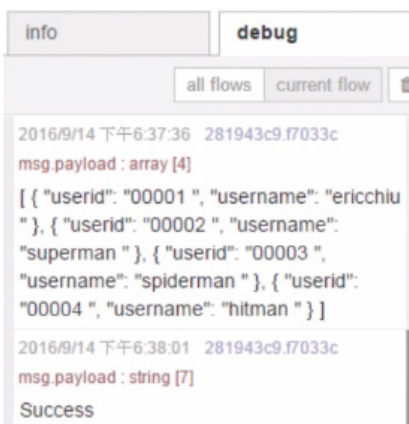 info debug
all flows current flow
2016/9/14 下午6:37:36 281943c9.f7033c
msg.payload : array [4]
[ { "userid": "00001 ", "username": "ericchiu
" }, { "userid": "00002 ", "username":
"superman " }, { "userid": "00003 ",
"username": "spiderman " }, { "userid":
"00004 ", "username": "hitman " } ]
2016/9/14 下午6:38:01 281943c9.f7033c
msg.payload : string [7]
Success